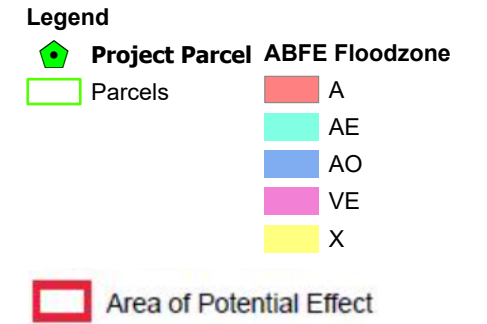 Legend
Project Parcel ABFE Floodzone
Parcels A
AE
AO
VE
X
Area of Potential Effect